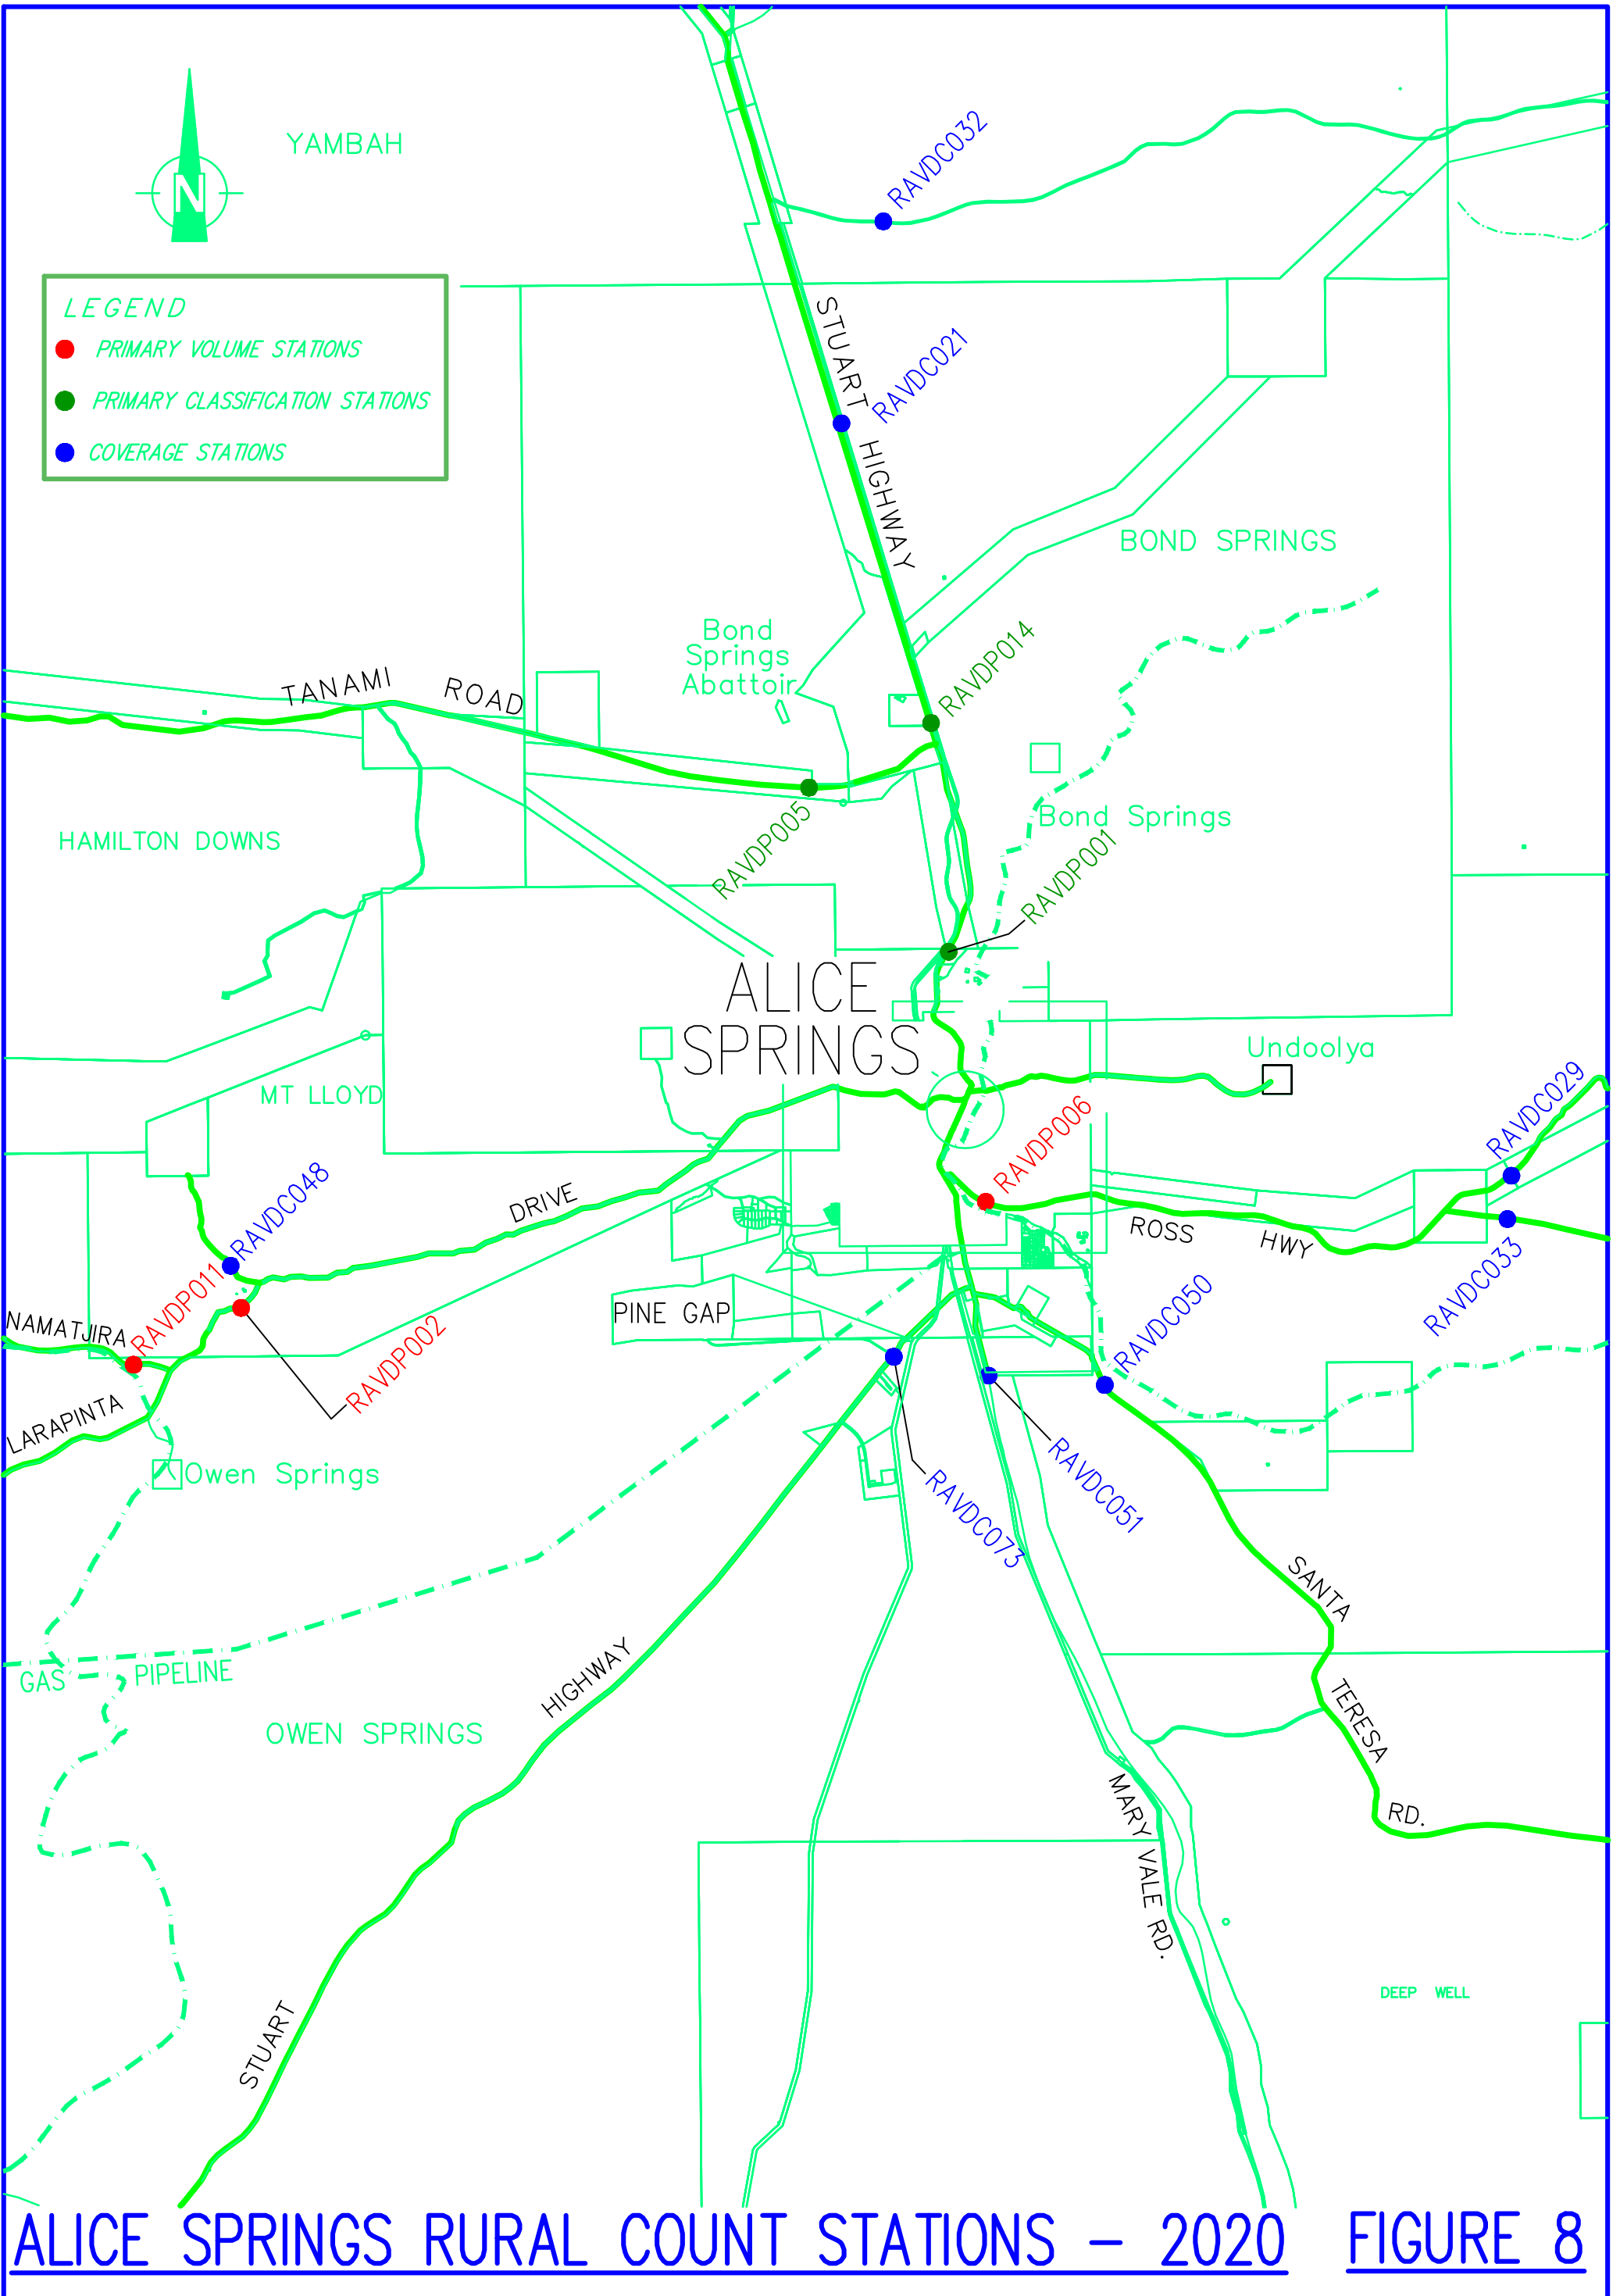 YAMBAH
RAVDC032
LEGEND
PRIMARY VOLUME STATIONS
PRIMARY CLASSIFICATION STATIONS
COVERAGE STATIONS
N
STUART HIGHWAY
RAVDC021
BOND SPRINGS
Bond
Springs
Abattoir
RAVDP014
TANAMI ROAD
RAVDP005
Bond Springs
RAVDP001
HAMILTON DOWNS
ALICE
SPRINGS
Undoolya
MT LLOYD
RAVDP006
RAVDC029
RAVDC048
DRIVE
ROSS HWY
RAVDC033
RAVDP011
NAMATJIRA
RAVDP002
PINE GAP
RAVDC050
LARAPINTA
Owen Springs
RAVDC073
RAVDC051
SANTA TERESA RD.
GAS PIPELINE
OWEN SPRINGS
HIGHWAY
STUART
MARY VALE RD.
DEEP WELL
ALICE SPRINGS RURAL COUNT STATIONS - 2020 FIGURE 8